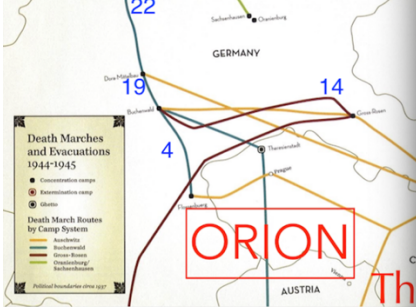 22
Sachsenhausen
Oranienburg
GERMANY
Dora-Mittelbau
19
14
Buchenwald
Gross-Rosen
4
Theresienstadt
Prague
Flossenbürg
Death Marches
and Evacuations
1944-1945
Concentration camps
Extermination camp
Ghetto
Death March Routes
by Camp System
Auschwitz
Buchenwald
Gross-Rosen
Oranienburg/
Sachsenhausen
Political boundaries circa 1937
ORION
Vienna
AUSTRIA
Th